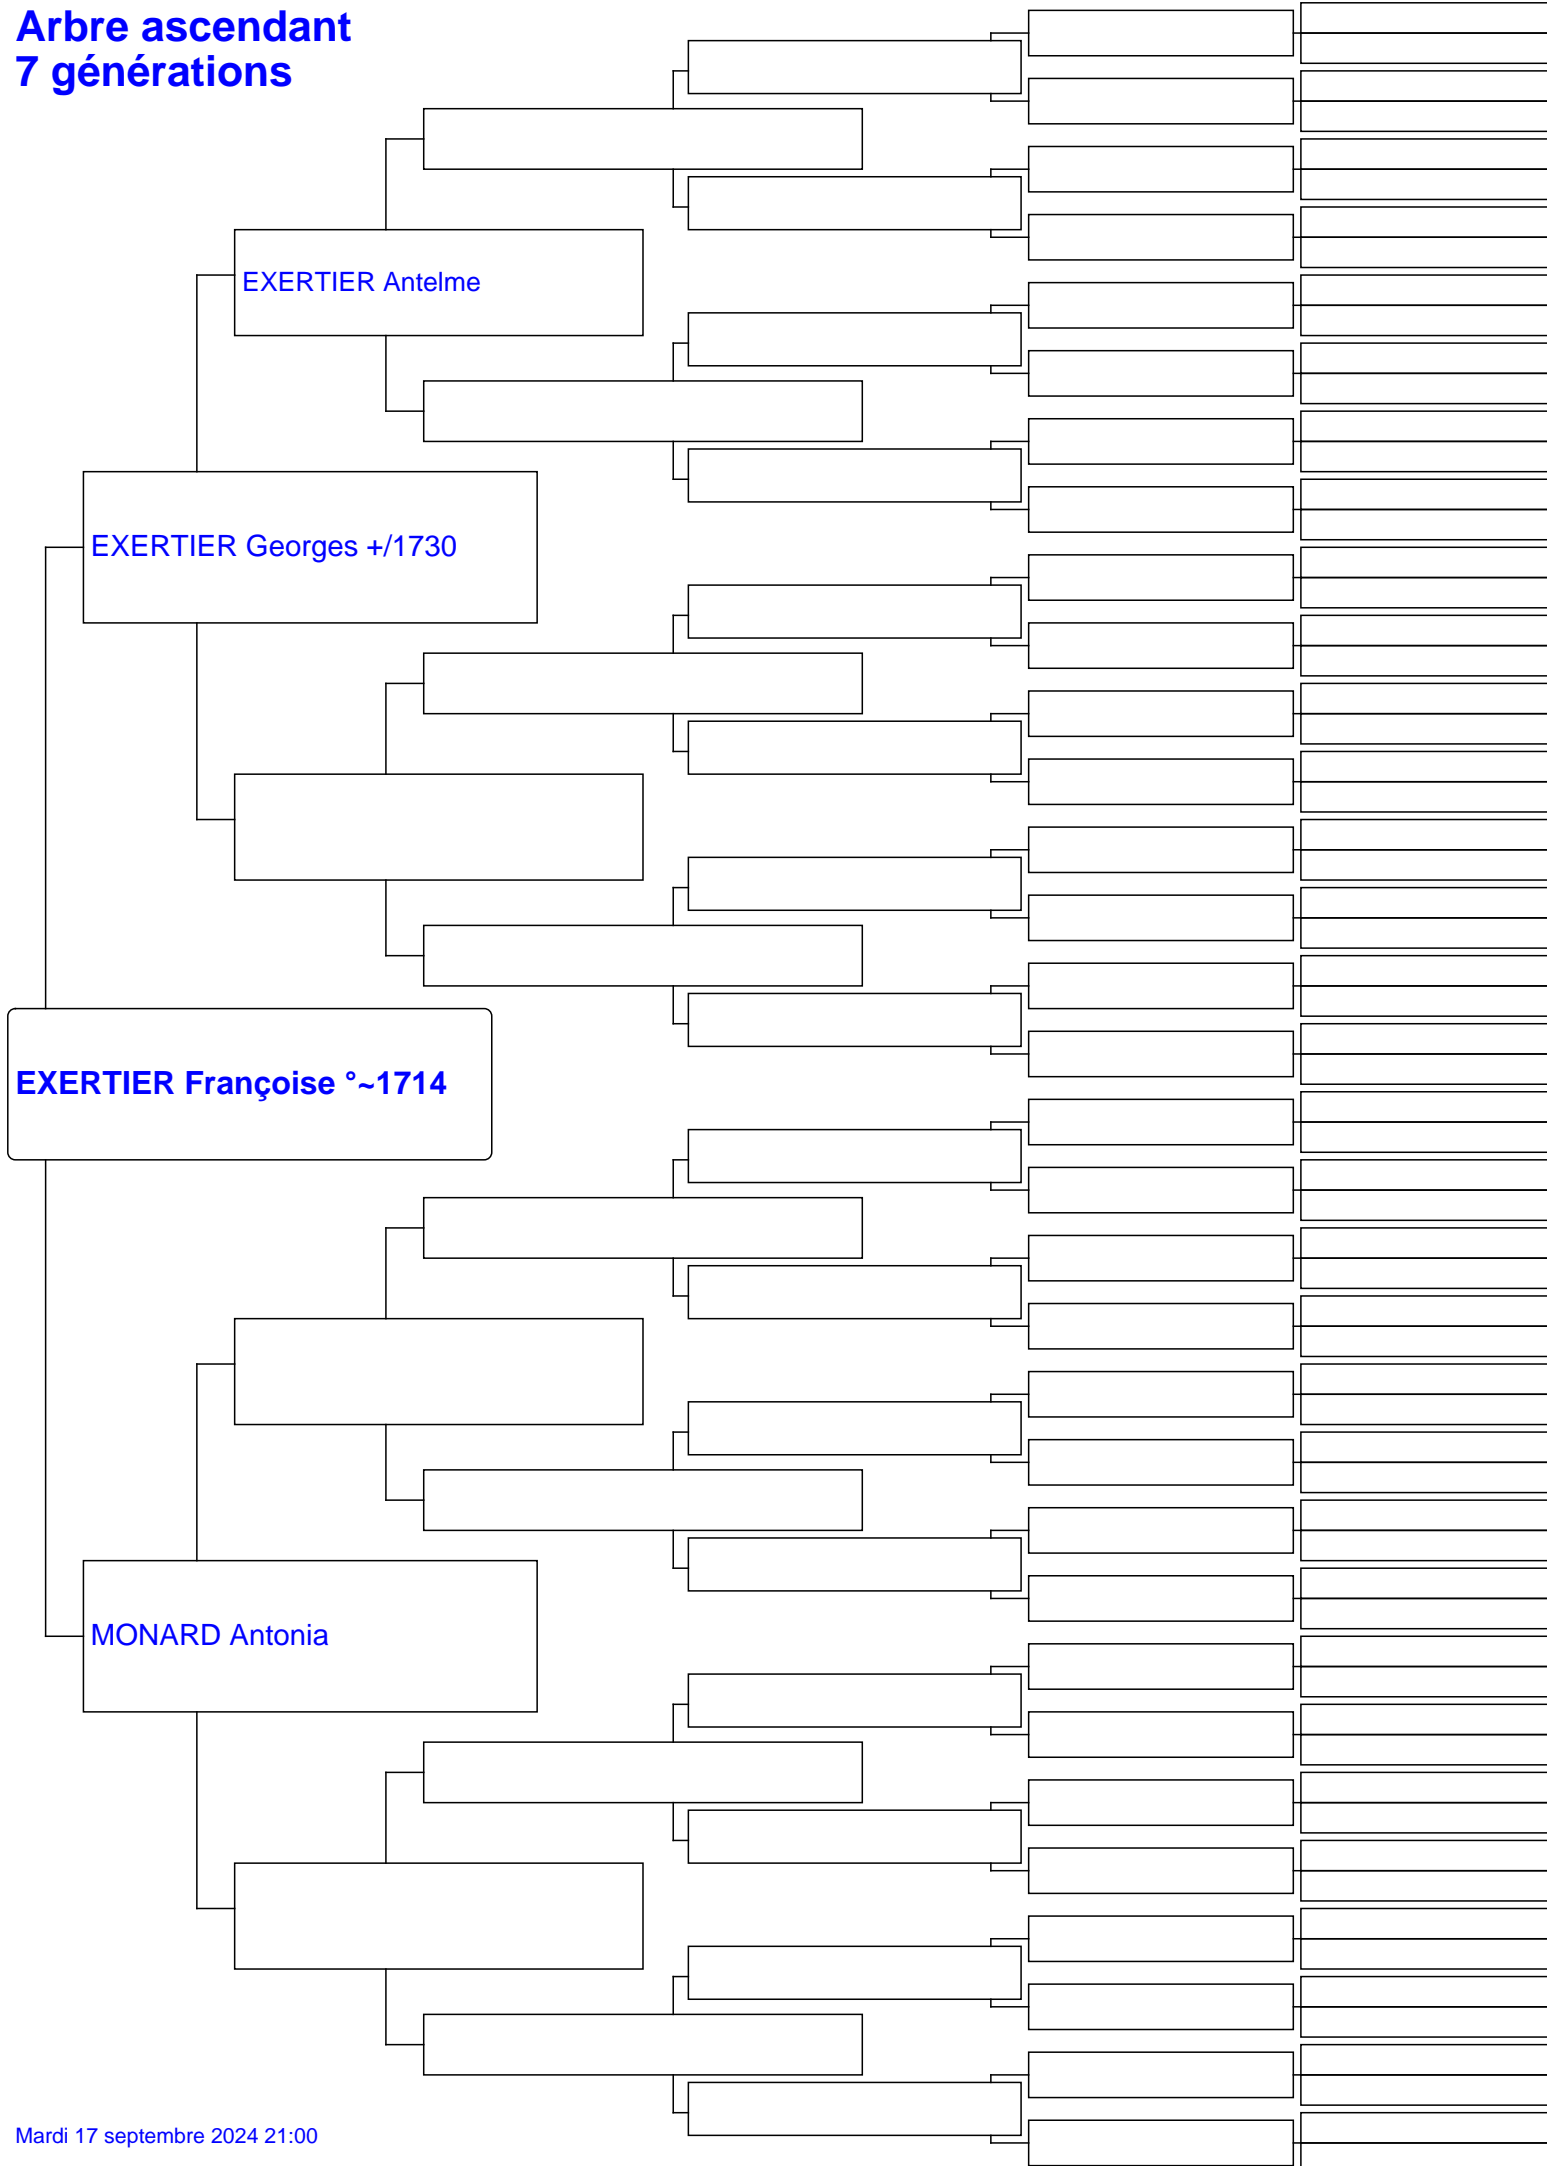 Arbre ascendant
7 générations
EXERTIER Antelme
EXERTIER Georges +/1730
EXERTIER Françoise °~1714
MONARD Antonia
Mardi 17 septembre 2024 21:00